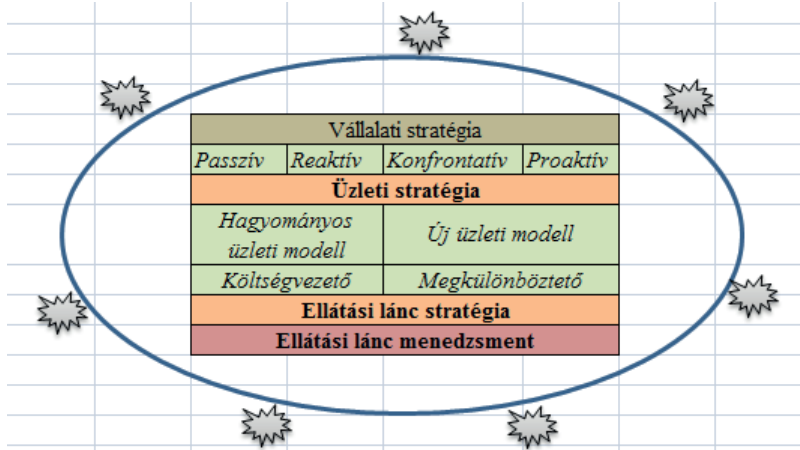 Vállalati stratégia
Passzív Reaktív Konfrontatív Proaktív
Üzleti stratégia
Hagyományos
üzleti modell
Új üzleti modell
Költségvezető Megkülönböztető
Ellátási lánc stratégia
Ellátási lánc menedzsment